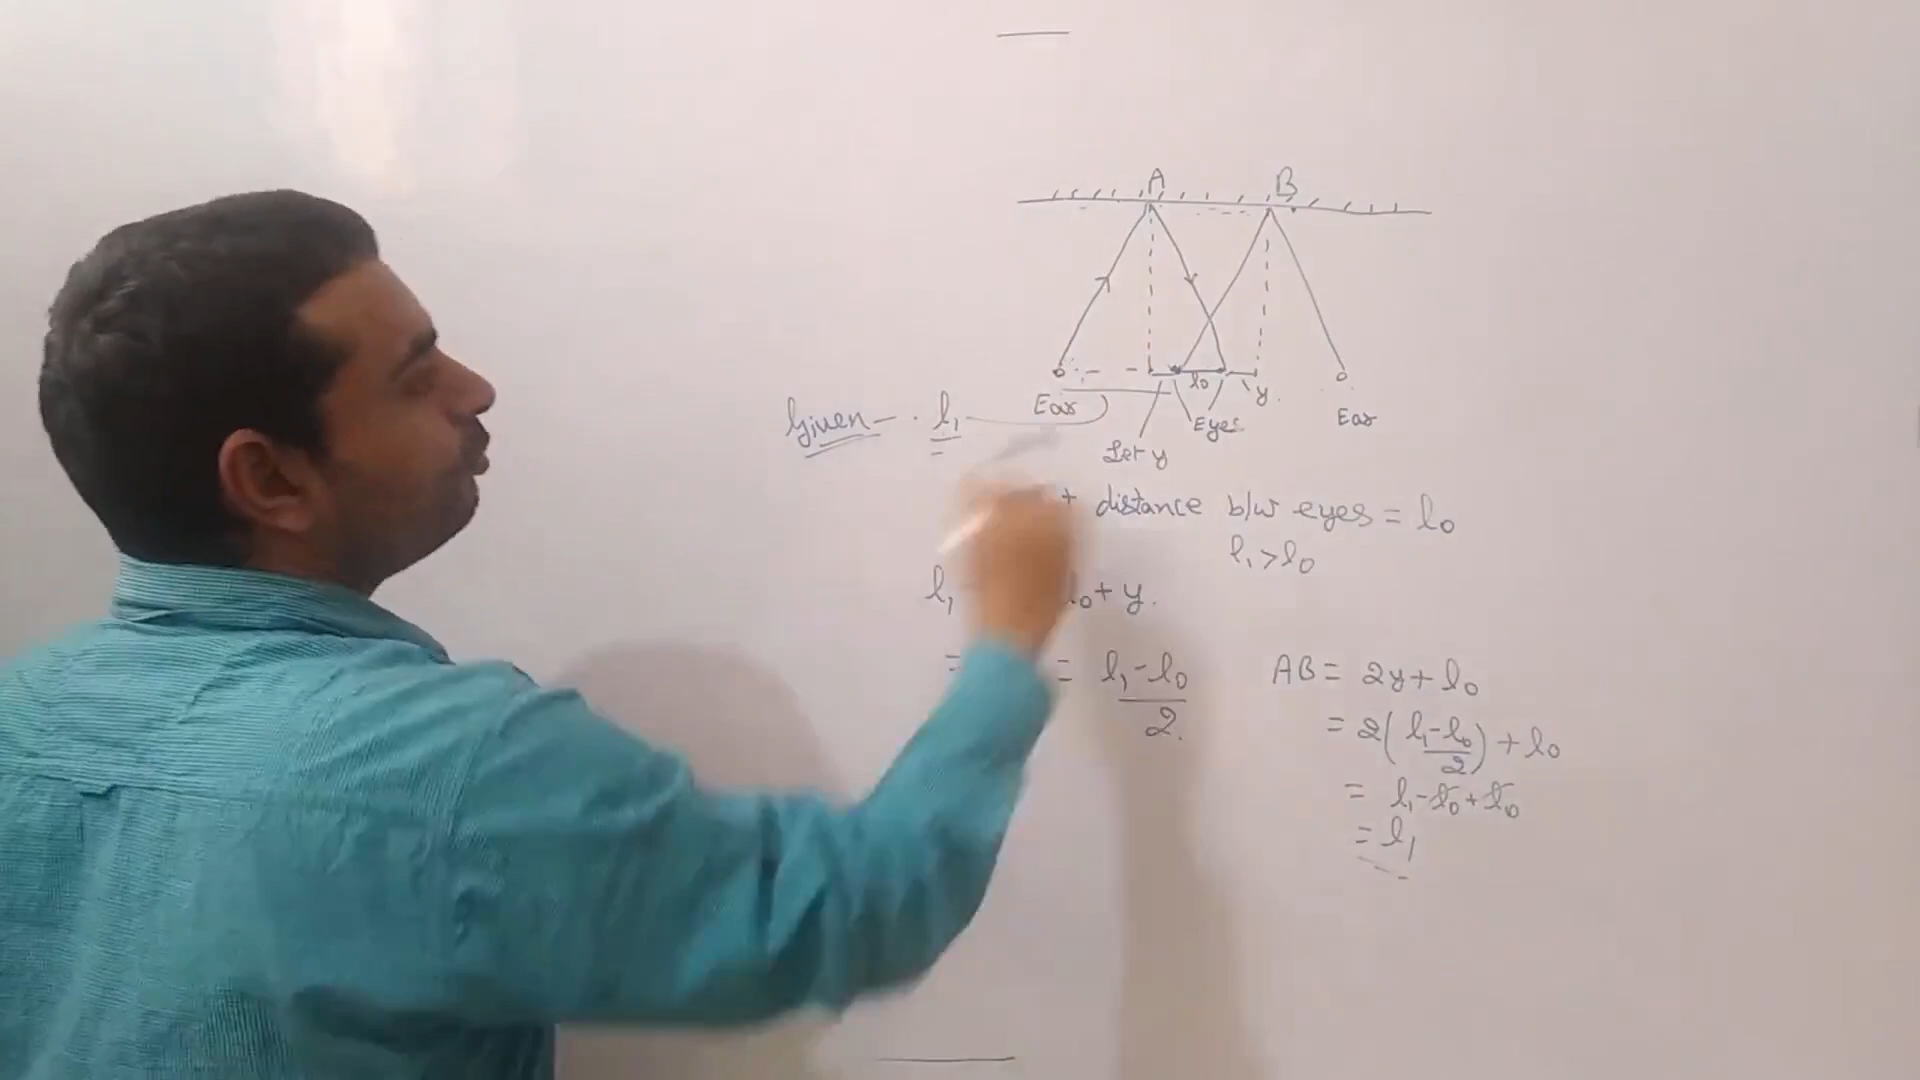 A B
l0 y.
Ear Eyes Ear
Given - l1
Let y
distance b/w eyes = l0
l1 > l0
l1 l0 + y.
= = l1 - l0 / 2.
AB = 2y + l0
= 2(l1 - l0 / 2) + l0
= l1 - l0 + l0
= l1